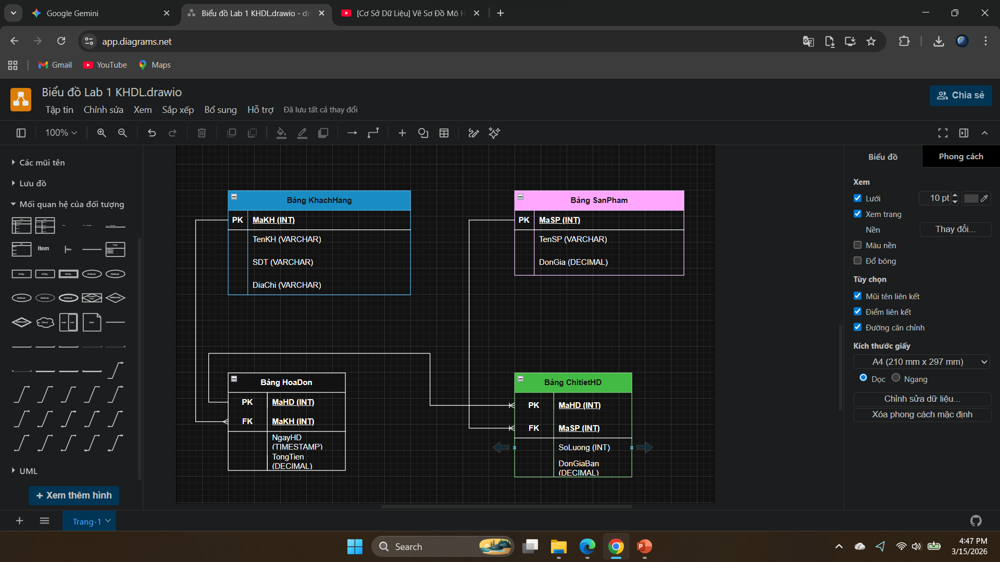 Google Gemini
Biểu đồ Lab 1 KHDL.drawio - dr
[Cơ Sở Dữ Liệu] Vẽ Sơ Đồ Mô H
app.diagrams.net
Gmail
YouTube
Maps
Biểu đồ Lab 1 KHDL.drawio
Chia sẻ
Tập tin
Chỉnh sửa
Xem
Sắp xếp
Bổ sung
Hỗ trợ
Đã lưu tất cả thay đổi
100%
Các mũi tên
Lưu đồ
Mối quan hệ của đối tượng
Item
UML
+ Xem thêm hình
Bảng KhachHang
PK MaKH (INT)
TenKH (VARCHAR)
SDT (VARCHAR)
DiaChi (VARCHAR)
Bảng SanPham
PK MaSP (INT)
TenSP (VARCHAR)
DonGia (DECIMAL)
Bảng HoaDon
PK MaHD (INT)
FK MaKH (INT)
NgayHD
(TIMESTAMP)
TongTien
(DECIMAL)
Bảng ChitietHD
PK MaHD (INT)
FK MaSP (INT)
SoLuong (INT)
DonGiaBan
(DECIMAL)
Biểu đồ
Phong cách
Xem
Lưới
10 pt
Xem trang
Nền
Thay đổi...
Màu nền
Đổ bóng
Tùy chọn
Mũi tên liên kết
Điểm liên kết
Đường căn chỉnh
Kích thước giấy
A4 (210 mm x 297 mm)
Dọc
Ngang
Chỉnh sửa dữ liệu...
Xóa phong cách mặc định
Trang-1
Search
4:47 PM
3/15/2026